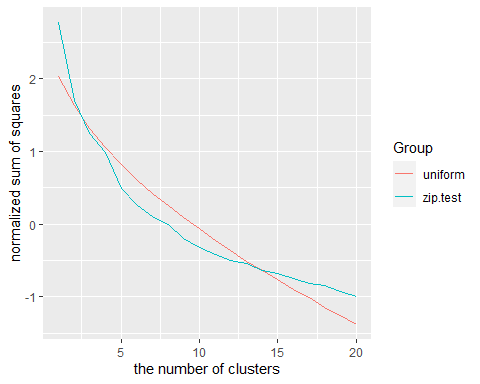 normalized sum of squares
2
1
0
-1
5
10
15
20
the number of clusters
Group
uniform
zip.test